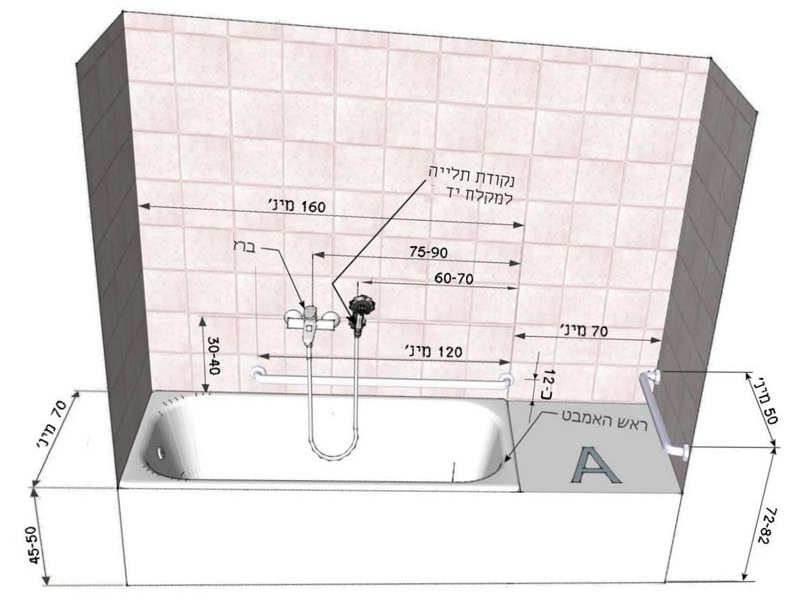 נקודת תלייה
למקלח יד
160 מינ׳
ברז
75-90
60-70
70 מינ׳
120 מינ׳
30-40
כ-12
50 מינ׳
70 מינ׳
ראש האמבט
A
45-50
72-82